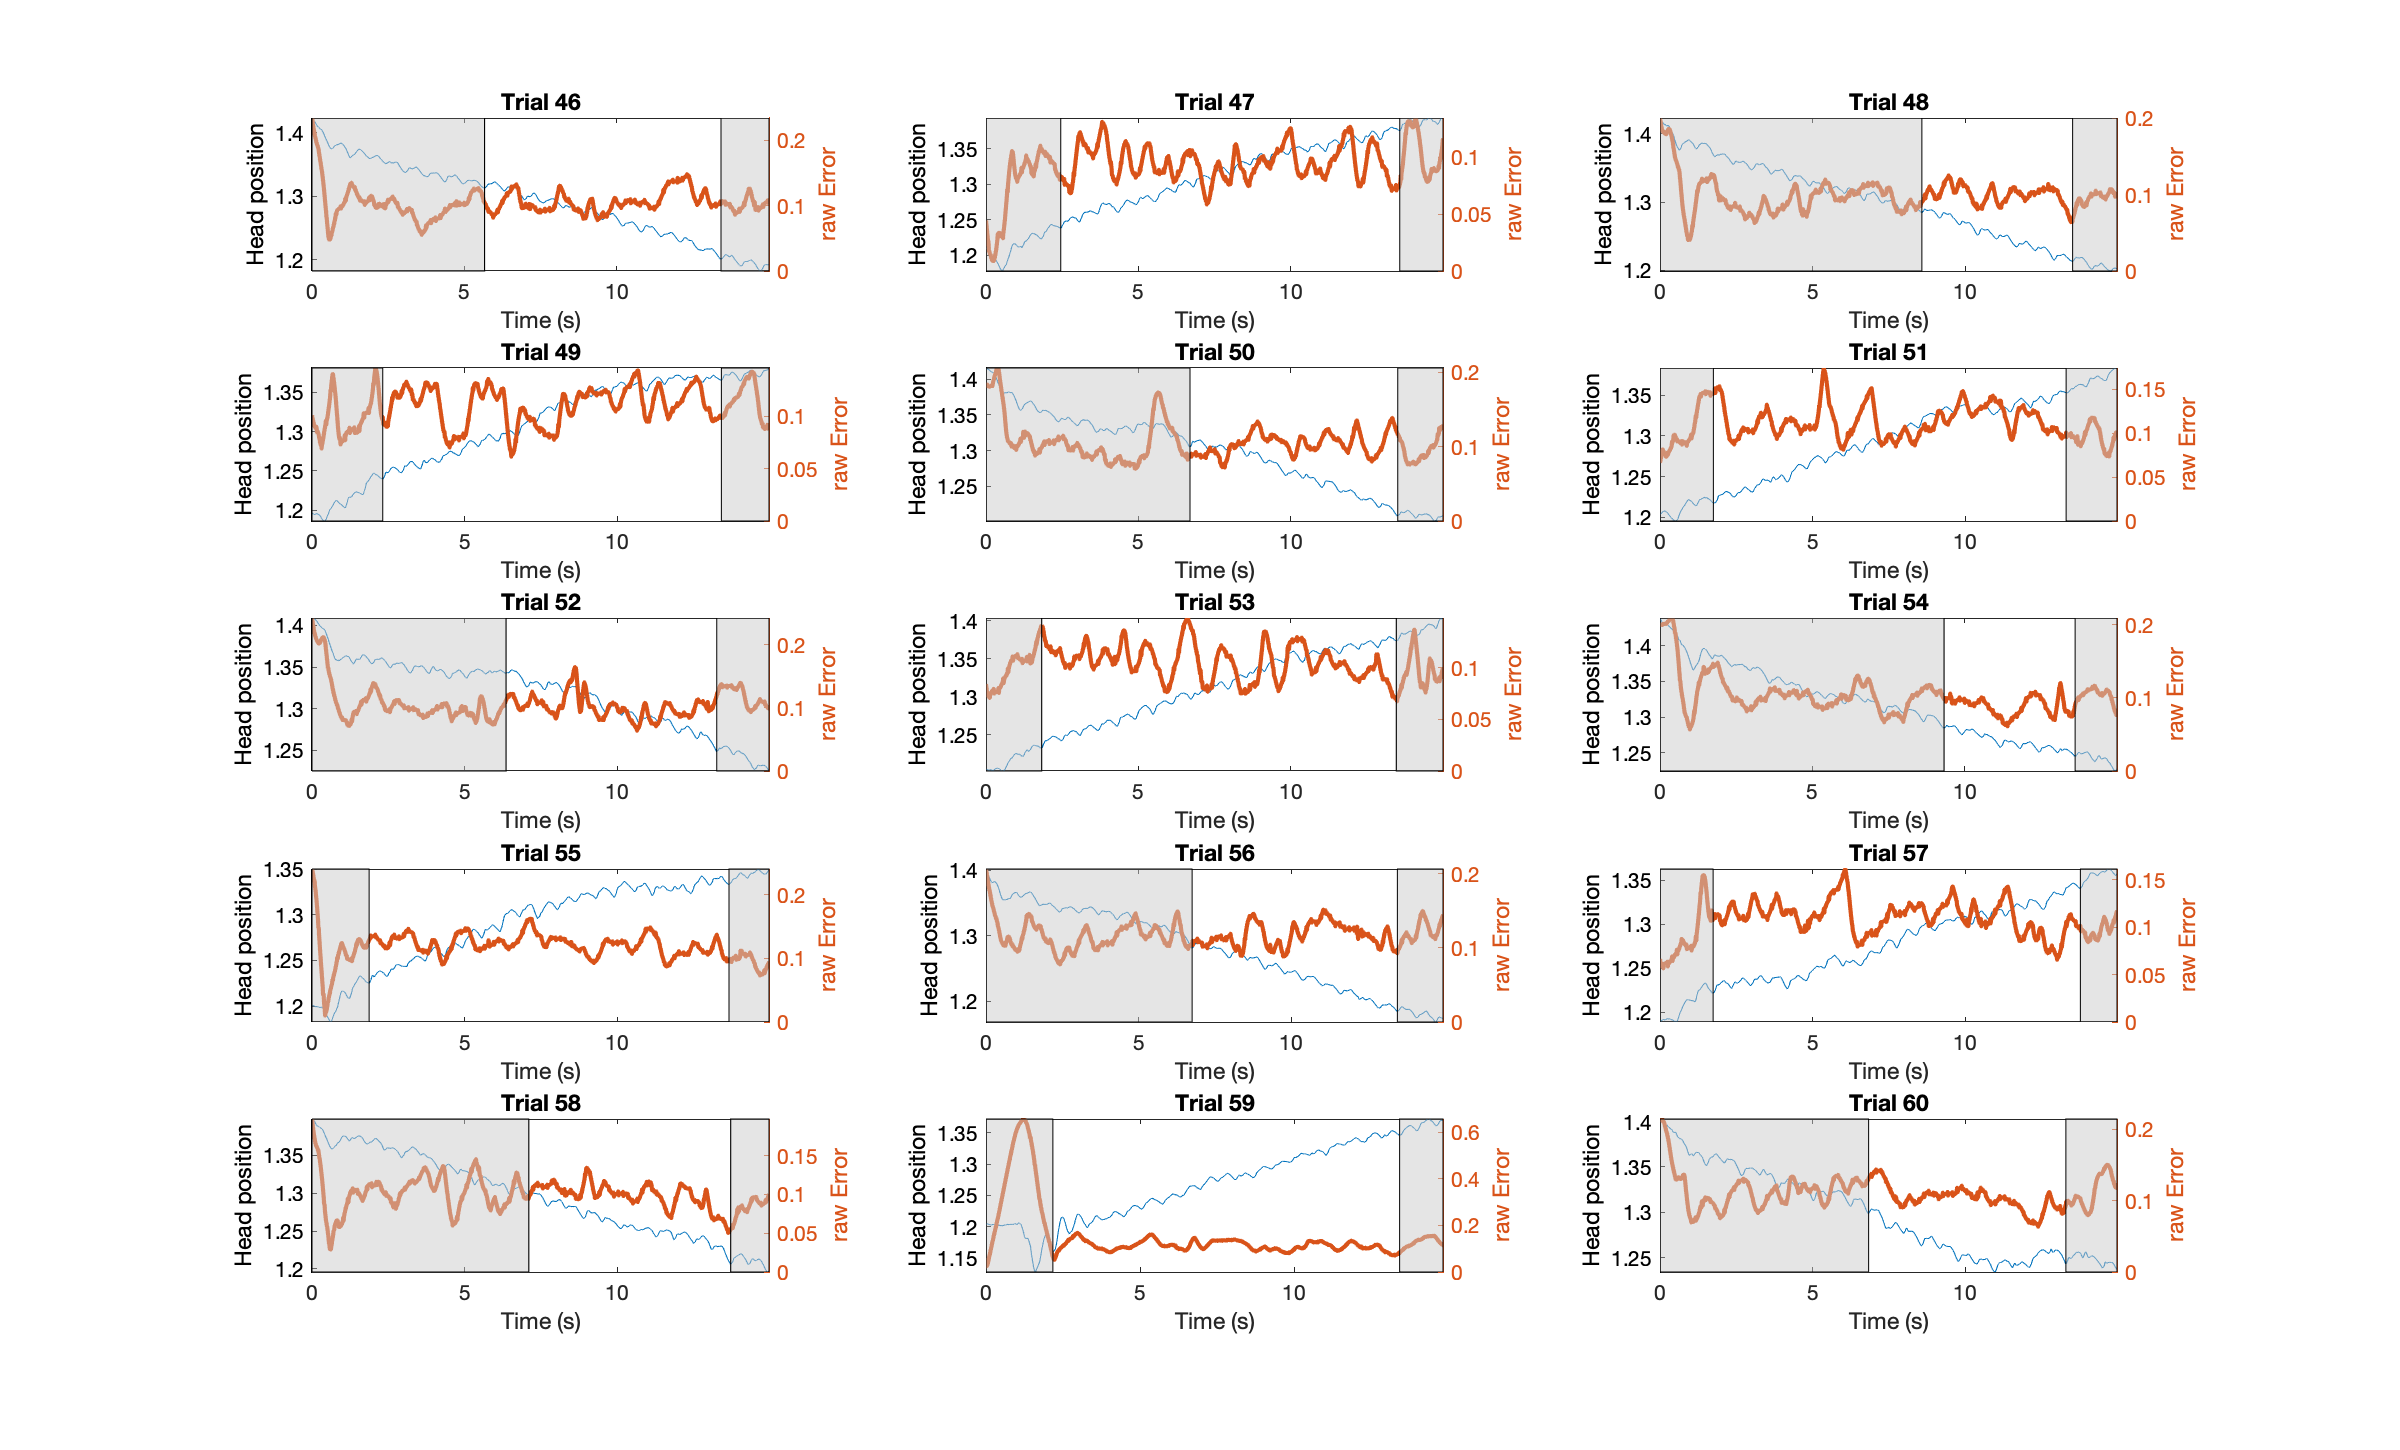 Trial 46
Head position
1.4
1.3
1.2
0.2
0.1
0
raw Error
0 5 10
Time (s)
Trial 47
Head position
1.35
1.3
1.25
1.2
0.1
0.05
0
raw Error
0 5 10
Time (s)
Trial 48
Head position
1.4
1.3
1.2
0.2
0.1
0
raw Error
0 5 10
Time (s)
Trial 49
Head position
1.35
1.3
1.25
1.2
0.1
0.05
0
raw Error
0 5 10
Time (s)
Trial 50
Head position
1.4
1.35
1.3
1.25
0.2
0.1
0
raw Error
0 5 10
Time (s)
Trial 51
Head position
1.35
1.3
1.25
1.2
0.15
0.1
0.05
0
raw Error
0 5 10
Time (s)
Trial 52
Head position
1.4
1.35
1.3
1.25
0.2
0.1
0
raw Error
0 5 10
Time (s)
Trial 53
Head position
1.4
1.35
1.3
1.25
0.1
0.05
0
raw Error
0 5 10
Time (s)
Trial 54
Head position
1.4
1.35
1.3
1.25
0.2
0.1
0
raw Error
0 5 10
Time (s)
Trial 55
Head position
1.35
1.3
1.25
1.2
0.2
0.1
0
raw Error
0 5 10
Time (s)
Trial 56
Head position
1.4
1.3
1.2
0.2
0.1
0
raw Error
0 5 10
Time (s)
Trial 57
Head position
1.35
1.3
1.25
1.2
0.15
0.1
0.05
0
raw Error
0 5 10
Time (s)
Trial 58
Head position
1.35
1.3
1.25
1.2
0.15
0.1
0.05
0
raw Error
0 5 10
Time (s)
Trial 59
Head position
1.35
1.3
1.25
1.2
1.15
0.6
0.4
0.2
0
raw Error
0 5 10
Time (s)
Trial 60
Head position
1.4
1.35
1.3
1.25
0.2
0.1
0
raw Error
0 5 10
Time (s)